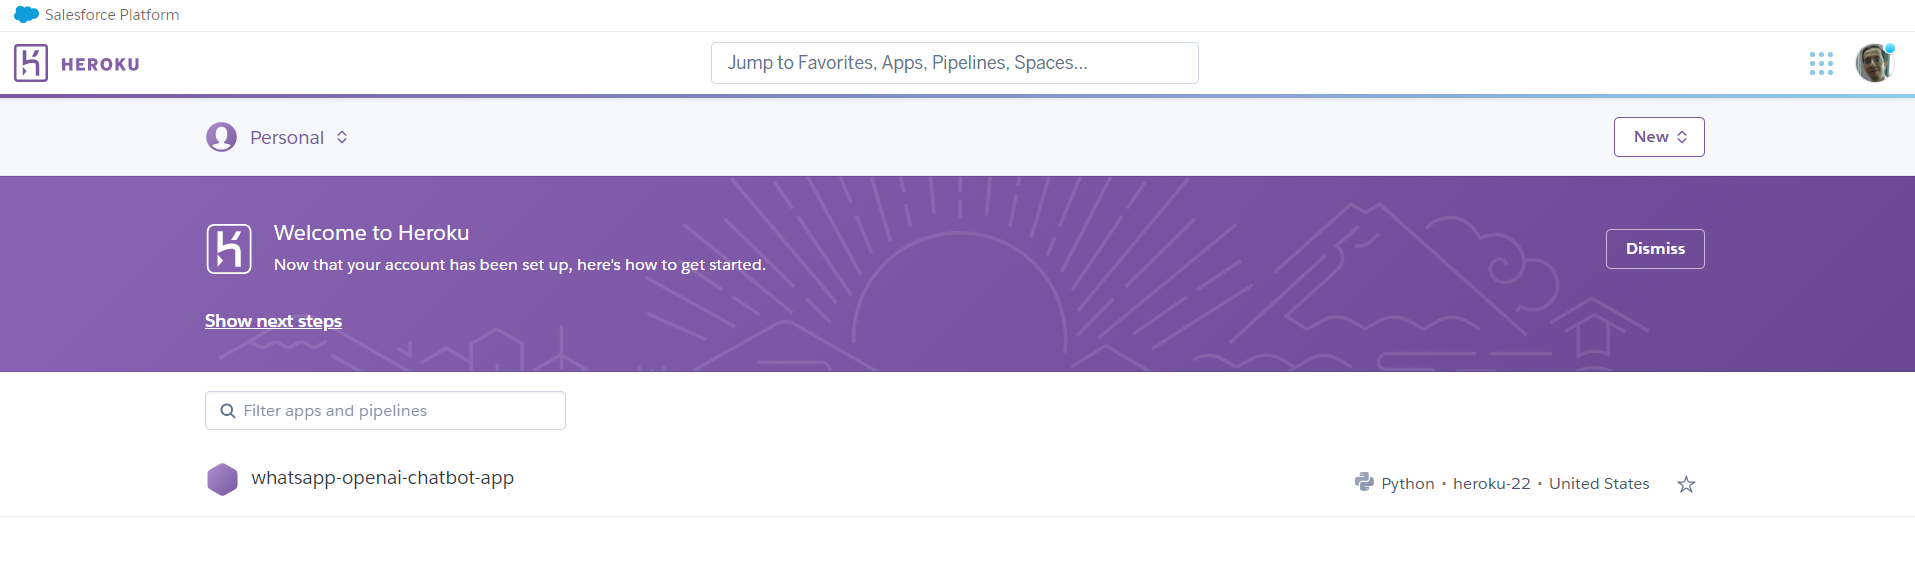 Salesforce Platform
HEROKU
Jump to Favorites, Apps, Pipelines, Spaces...
Personal
New
Welcome to Heroku
Now that your account has been set up, here's how to get started.
Dismiss
Show next steps
Filter apps and pipelines
whatsapp-openai-chatbot-app
Python • heroku-22 • United States